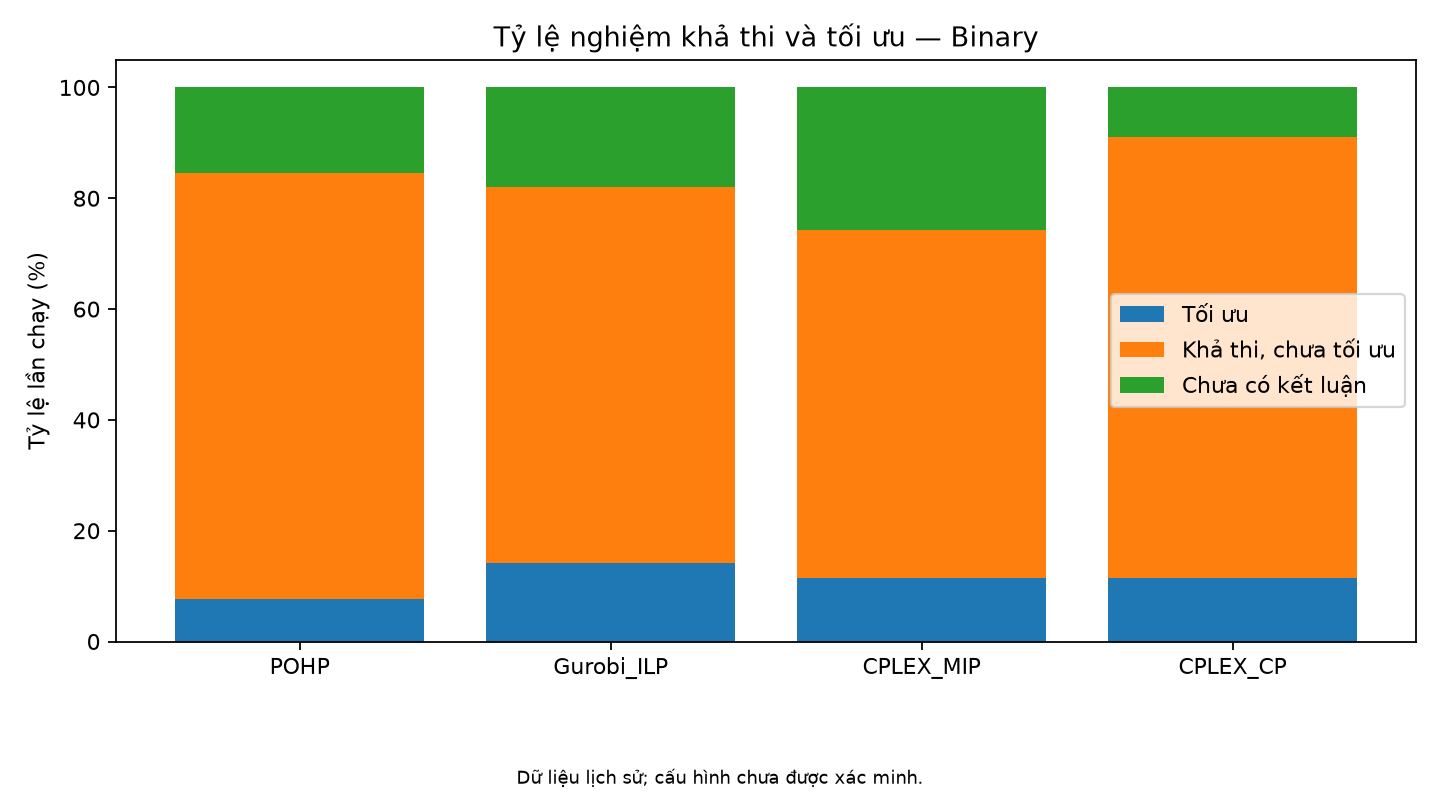 Tỷ lệ nghiệm khả thi và tối ưu — Binary
Tỷ lệ lần chạy (%)
100
80
60
40
20
0
Tối ưu
Khả thi, chưa tối ưu
Chưa có kết luận
POHP
Gurobi_ILP
CPLEX_MIP
CPLEX_CP
Dữ liệu lịch sử; cấu hình chưa được xác minh.